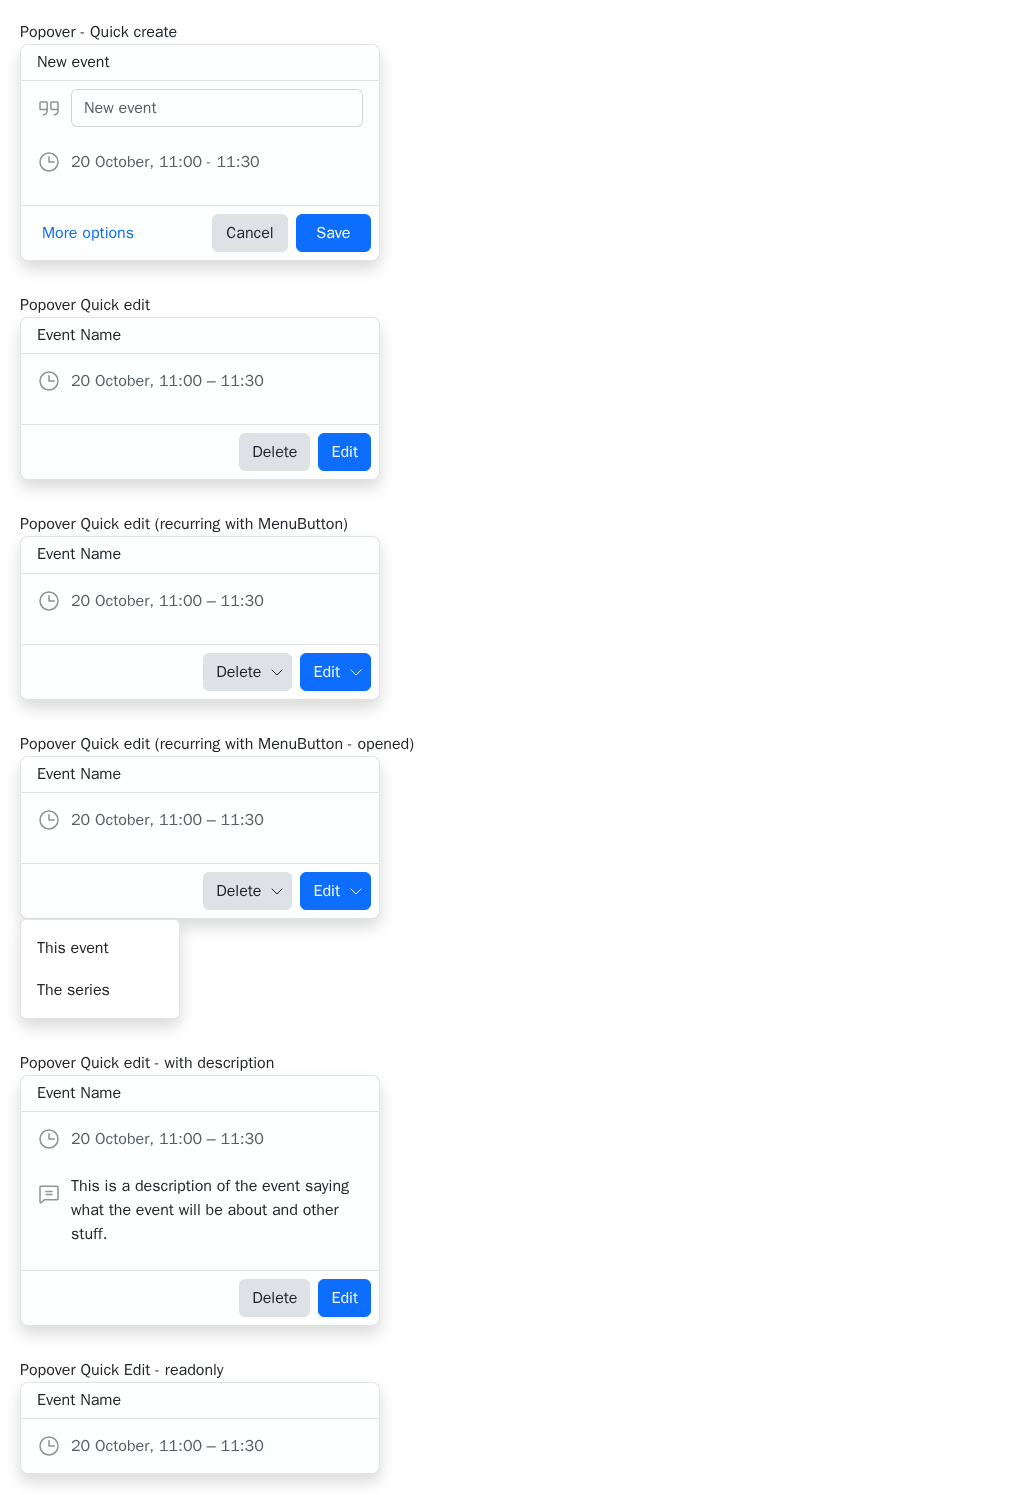 Popover - Quick create
New event
New event
20 October, 11:00 - 11:30
More options Cancel Save
Popover Quick edit
Event Name
20 October, 11:00 – 11:30
Delete Edit
Popover Quick edit (recurring with MenuButton)
Event Name
20 October, 11:00 – 11:30
Delete Edit
Popover Quick edit (recurring with MenuButton - opened)
Event Name
20 October, 11:00 – 11:30
Delete Edit
This event
The series
Popover Quick edit - with description
Event Name
20 October, 11:00 – 11:30
This is a description of the event saying
what the event will be about and other
stuff.
Delete Edit
Popover Quick Edit - readonly
Event Name
20 October, 11:00 – 11:30